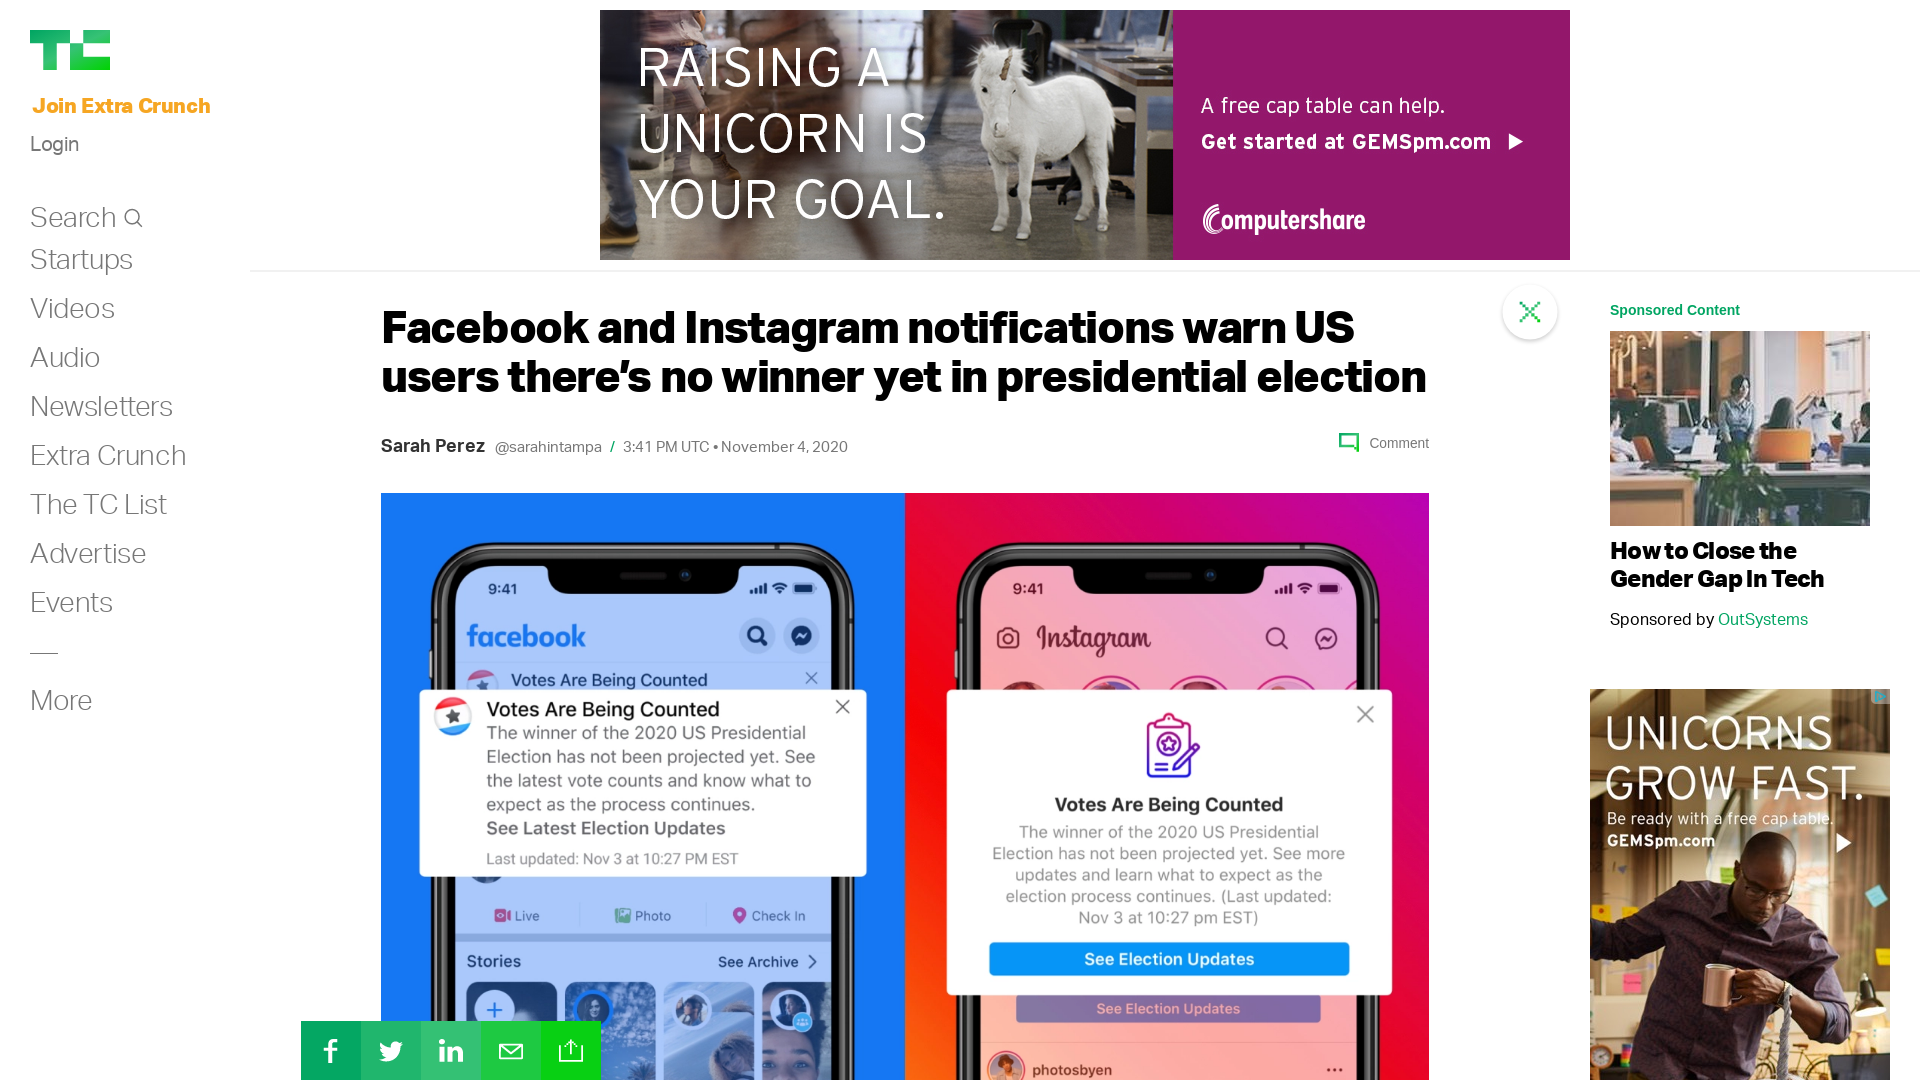 TC
Join Extra Crunch
Login
Search
Startups
Videos
Audio
Newsletters
Extra Crunch
The TC List
Advertise
Events
More
RAISING A
UNICORN IS
YOUR GOAL.
A free cap table can help.
Get started at GEMSpm.com
Computershare
Facebook and Instagram notifications warn US
users there’s no winner yet in presidential election
Sarah Perez @sarahintampa / 3:41 PM UTC • November 4, 2020
Comment
9:41
facebook
Votes Are Being Counted
Votes Are Being Counted
The winner of the 2020 US Presidential
Election has not been projected yet. See
the latest vote counts and know what to
expect as the process continues.
See Latest Election Updates
Last updated: Nov 3 at 10:27 PM EST
Live
Photo
Check In
Stories
See Archive
9:41
Instagram
Votes Are Being Counted
The winner of the 2020 US Presidential
Election has not been projected yet. See more
updates and learn what to expect as the
election process continues. (Last updated:
Nov 3 at 10:27 pm EST)
See Election Updates
See Election Updates
photosbyen
Sponsored Content
How to Close the
Gender Gap In Tech
Sponsored by OutSystems
UNICORNS
GROW FAST.
Be ready with a free cap table.
GEMSpm.com